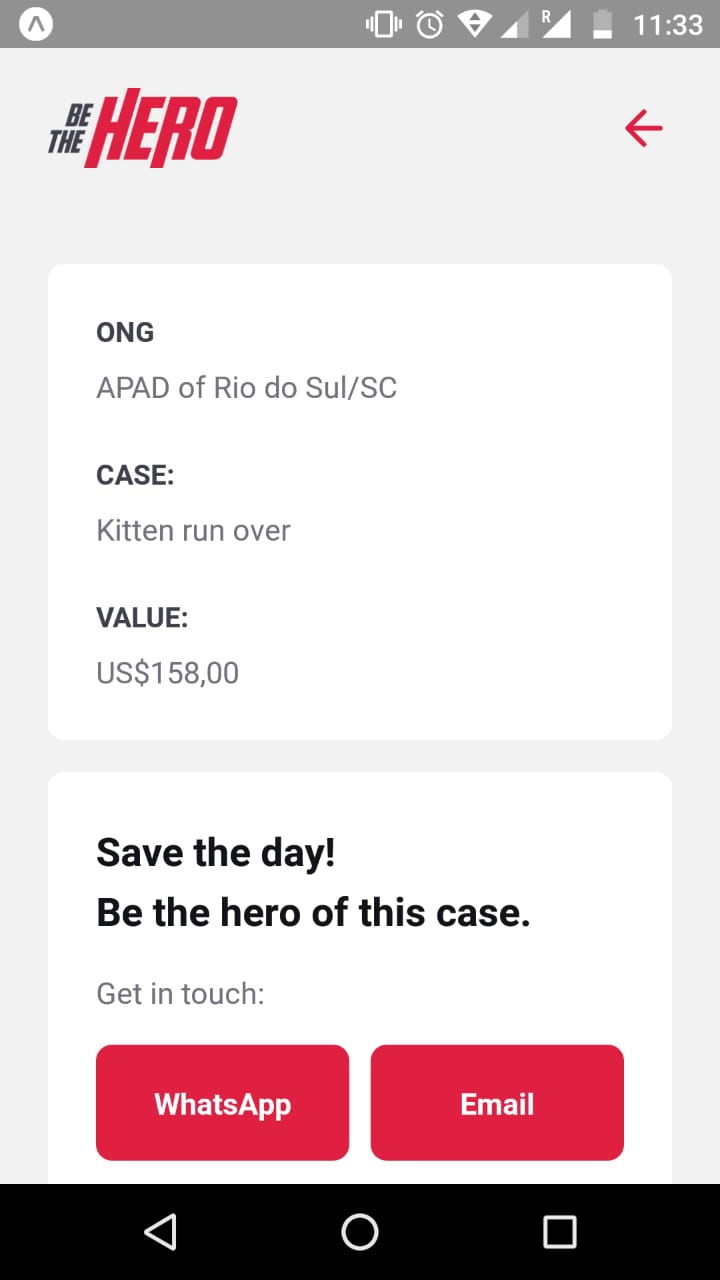 R 11:33
BE
THE HERO
ONG
APAD of Rio do Sul/SC
CASE:
Kitten run over
VALUE:
US$158,00
Save the day!
Be the hero of this case.
Get in touch:
WhatsApp Email